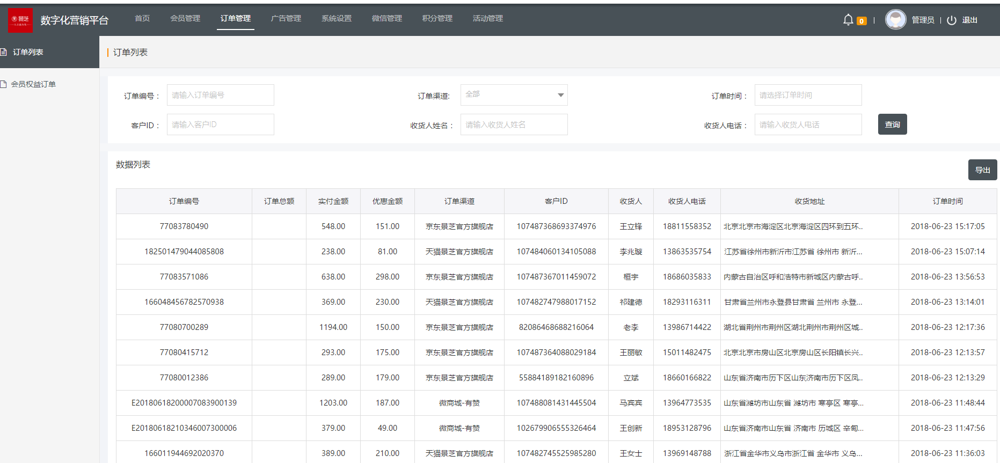 景芝
数字化营销平台 首页 会员管理 订单管理 广告管理 系统设置 微信管理 积分管理 活动管理 0 管理员 退出
订单列表
会员权益订单
订单列表
订单编号： 请输入订单编号 订单渠道: 全部 订单时间： 请选择订单时间
客户ID： 请输入客户ID 收货人姓名： 请输入收货人姓名 收货人电话： 请输入收货人电话 查询
数据列表
导出
订单编号 订单总额 实付金额 优惠金额 订单渠道 客户ID 收货人 收货人电话 收货地址 订单时间
77083780490 548.00 151.00 京东景芝官方旗舰店 107487368693374976 王立锋 18811558352 北京北京市海淀区北京海淀区四环到五环.. 2018-06-23 15:17:05
182501479044085808 238.00 81.00 天猫景芝官方旗舰店 107484060134105088 李兆璇 13863535754 江苏省徐州市新沂市江苏省 徐州市 新沂... 2018-06-23 15:07:14
77083571086 638.00 298.00 京东景芝官方旗舰店 107487367011459072 桓宇 18686035833 内蒙古自治区呼和浩特市新城区内蒙古呼.. 2018-06-23 13:56:53
166048456782570938 369.00 230.00 天猫景芝官方旗舰店 107482747988017152 祁建德 18293116311 甘肃省兰州市永登县甘肃省 兰州市 永登... 2018-06-23 13:14:01
77080700289 1194.00 150.00 京东景芝官方旗舰店 82086468688216064 老李 13986714422 湖北省荆州市荆州区湖北荆州市荆州区城.. 2018-06-23 12:17:36
77080415712 293.00 175.00 京东景芝官方旗舰店 107487364088029184 王丽敏 15011482475 北京北京市房山区北京房山区长阳镇长兴.. 2018-06-23 12:13:57
77080012386 289.00 179.00 京东景芝官方旗舰店 55884189182160896 立斌 18660166822 山东省济南市历下区山东济南市历下区凤.. 2018-06-23 12:13:29
E20180618200007083900139 1203.00 187.00 微商城-有赞 107488081431445504 马宾宾 13964773535 山东省潍坊市山东省 潍坊市 寒亭区 寒亭... 2018-06-23 11:48:44
E20180618210346007300006 379.00 49.00 微商城-有赞 102679906555326464 王创新 18953128796 山东省济南市山东省 济南市 历城区 辛甸... 2018-06-23 11:47:56
166011944692020370 389.00 210.00 天猫景芝官方旗舰店 107482745525985280 王女士 13969148788 浙江省金华市义乌市浙江省 金华市 义乌... 2018-06-23 11:36:03